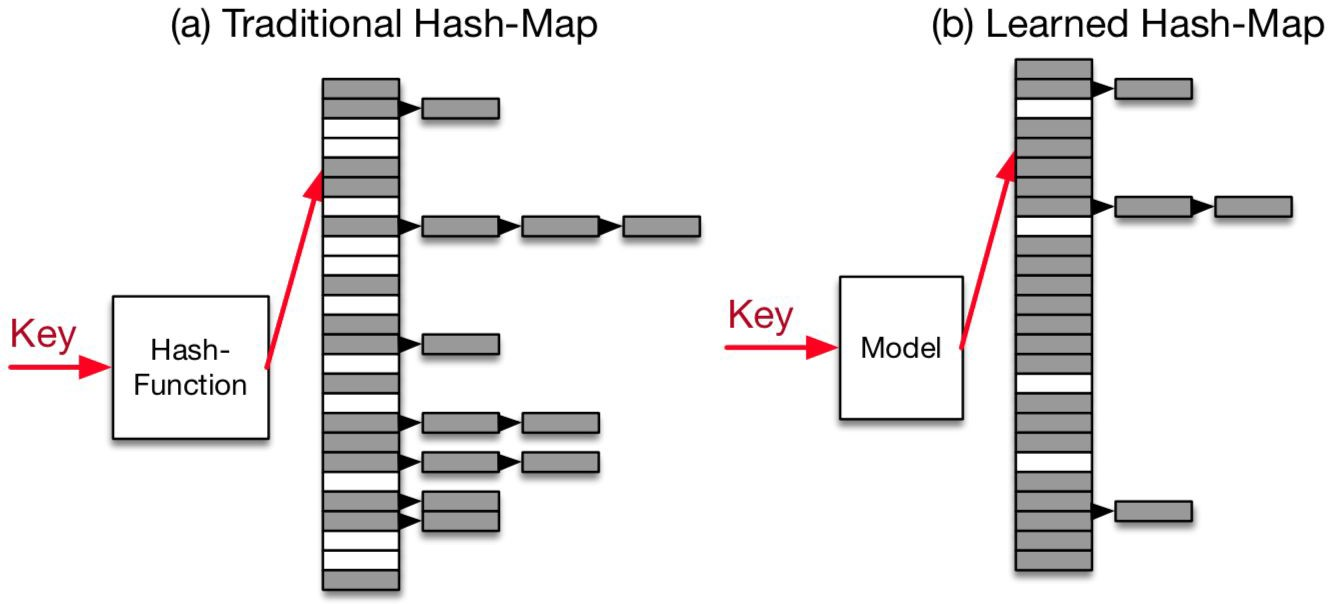 (a) Traditional Hash-Map
Key
Hash-
Function
(b) Learned Hash-Map
Key
Model